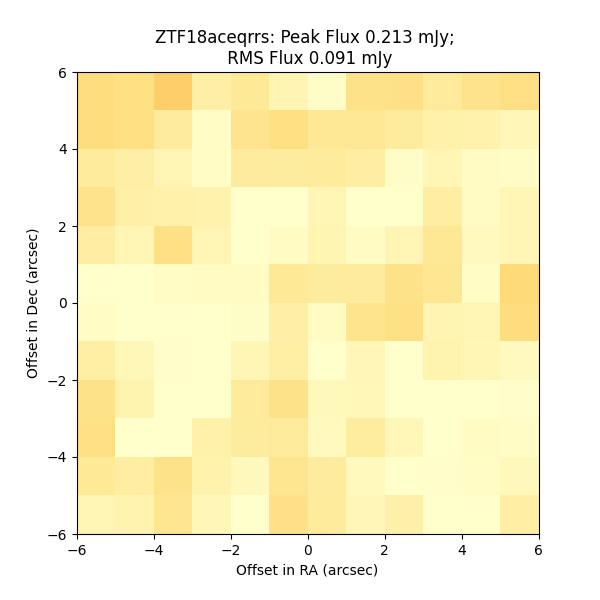 ZTF18aceqrrs: Peak Flux 0.213 mJy;
RMS Flux 0.091 mJy
6
4
2
0
−2
−4
−6
Offset in Dec (arcsec)
−6 −4 −2 0 2 4 6
Offset in RA (arcsec)